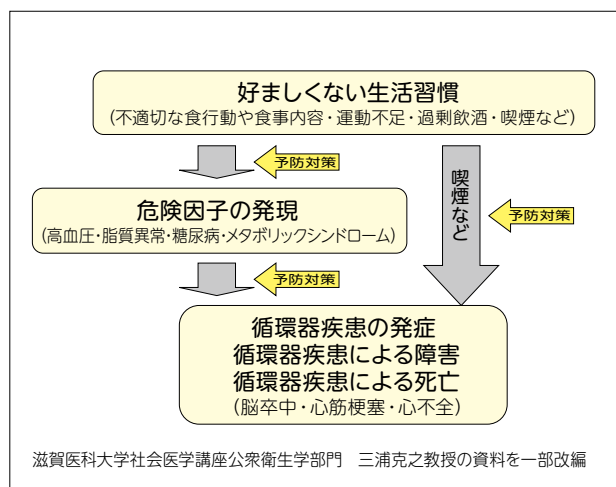 好ましくない生活習慣
(不適切な食行動や食事内容・運動不足・過剰飲酒・喫煙など)
予防対策
危険因子の発現
(高血圧・脂質異常・糖尿病・メタボリックシンドローム)
喫煙など
予防対策
予防対策
循環器疾患の発症
循環器疾患による障害
循環器疾患による死亡
(脳卒中・心筋梗塞・心不全)
滋賀医科大学社会医学講座公衆衛生学部門 三浦克之教授の資料を一部改編